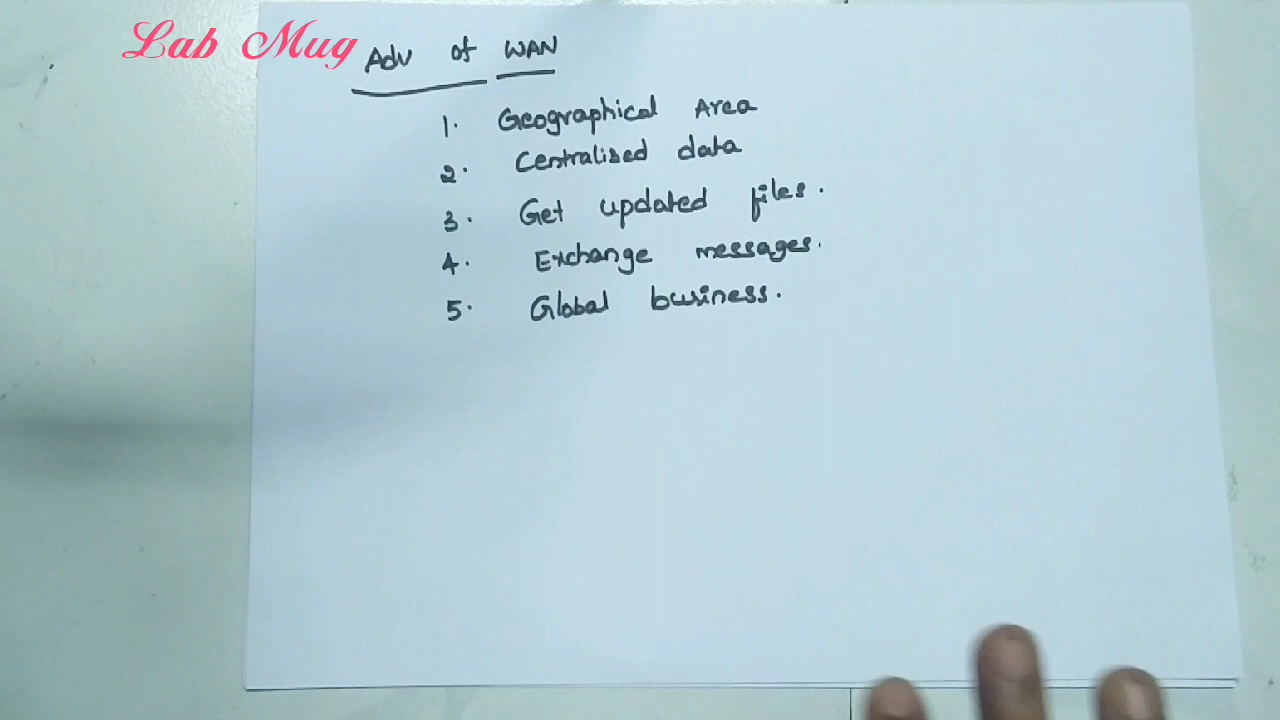 Lab Mug
Adv of WAN
1. Geographical Area
2. Centralised data
3. Get updated files.
4. Exchange messages.
5. Global business.